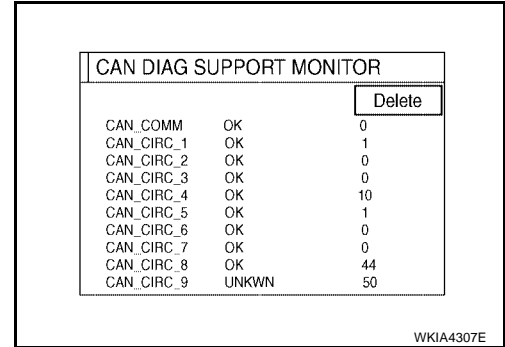 CAN DIAG SUPPORT MONITOR
Delete
CAN_COMM OK 0
CAN_CIRC_1 OK 1
CAN_CIRC_2 OK 0
CAN_CIRC_3 OK 0
CAN_CIRC_4 OK 10
CAN_CIRC_5 OK 1
CAN_CIRC_6 OK 0
CAN_CIRC_7 OK 0
CAN_CIRC_8 OK 44
CAN_CIRC_9 UNKWN 50
WKIA4307E